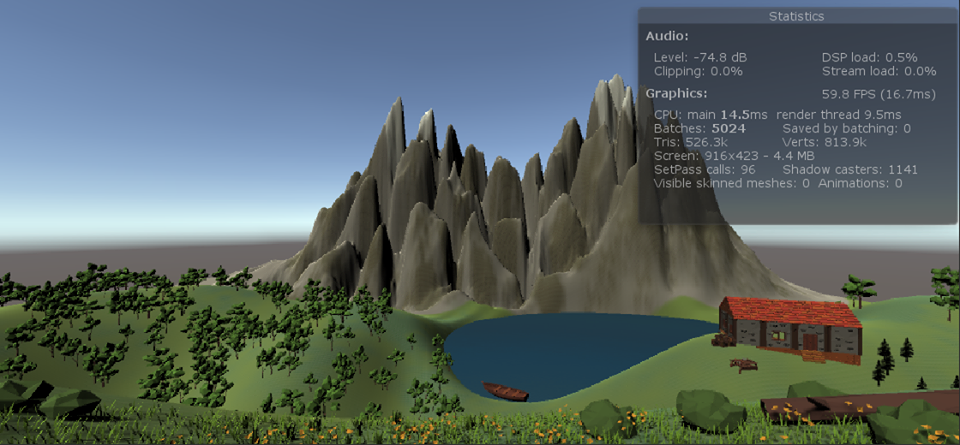 Statistics
Audio:
Level: -74.8 dB DSP load: 0.5%
Clipping: 0.0% Stream load: 0.0%
Graphics: 59.8 FPS (16.7ms)
CPU: main 14.5ms render thread 9.5ms
Batches: 5024 Saved by batching: 0
Tris: 526.3k Verts: 813.9k
Screen: 916x423 - 4.4 MB
SetPass calls: 96 Shadow casters: 1141
Visible skinned meshes: 0 Animations: 0